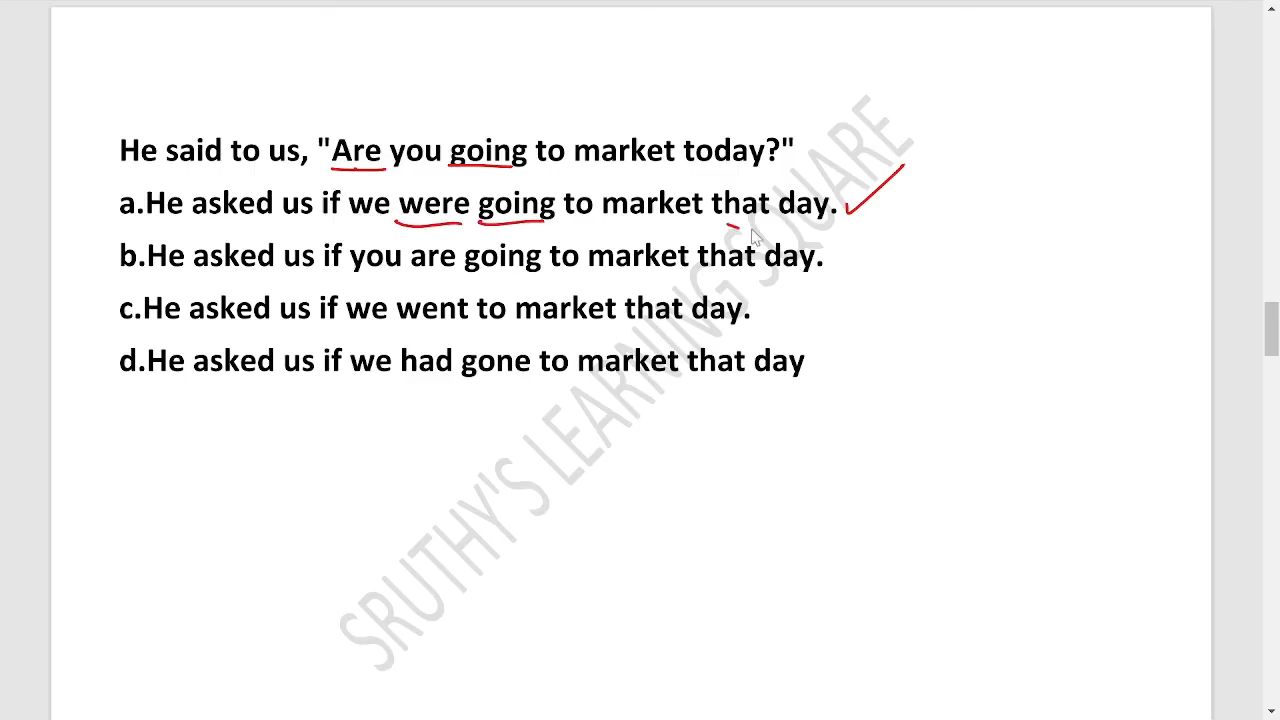 He said to us, "Are you going to market today?"
a.He asked us if we were going to market that day.
b.He asked us if you are going to market that day.
c.He asked us if we went to market that day.
d.He asked us if we had gone to market that day
SRUTHY'S LEARNING SQUARE